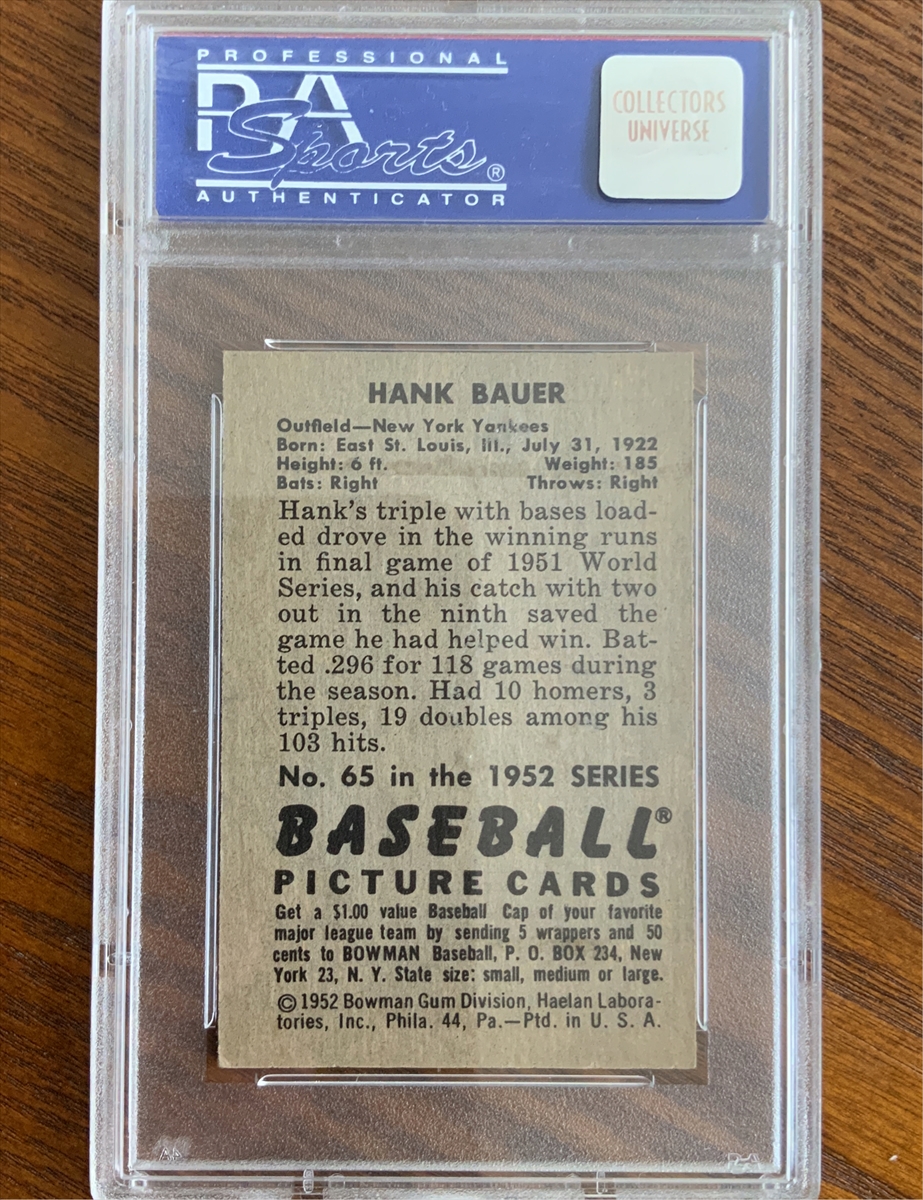 PROFESSIONAL
PSA
Sports®
AUTHENTICATOR
COLLECTORS
UNIVERSE
HANK BAUER
Outfield—New York Yankees
Born: East St. Louis, Ill., July 31, 1922
Height: 6 ft. Weight: 185
Bats: Right Throws: Right
Hank's triple with bases load-
ed drove in the winning runs
in final game of 1951 World
Series, and his catch with two
out in the ninth saved the
game he had helped win. Bat-
ted .296 for 118 games during
the season. Had 10 homers, 3
triples, 19 doubles among his
103 hits.
No. 65 in the 1952 SERIES
BASEBALL®
PICTURE CARDS
Get a $1.00 value Baseball Cap of your favorite
major league team by sending 5 wrappers and 50
cents to BOWMAN Baseball, P. O. BOX 234, New
York 23, N. Y. State size: small, medium or large.
©1952 Bowman Gum Division, Haelan Labora-
tories, Inc., Phila. 44, Pa.—Ptd. in U. S. A.